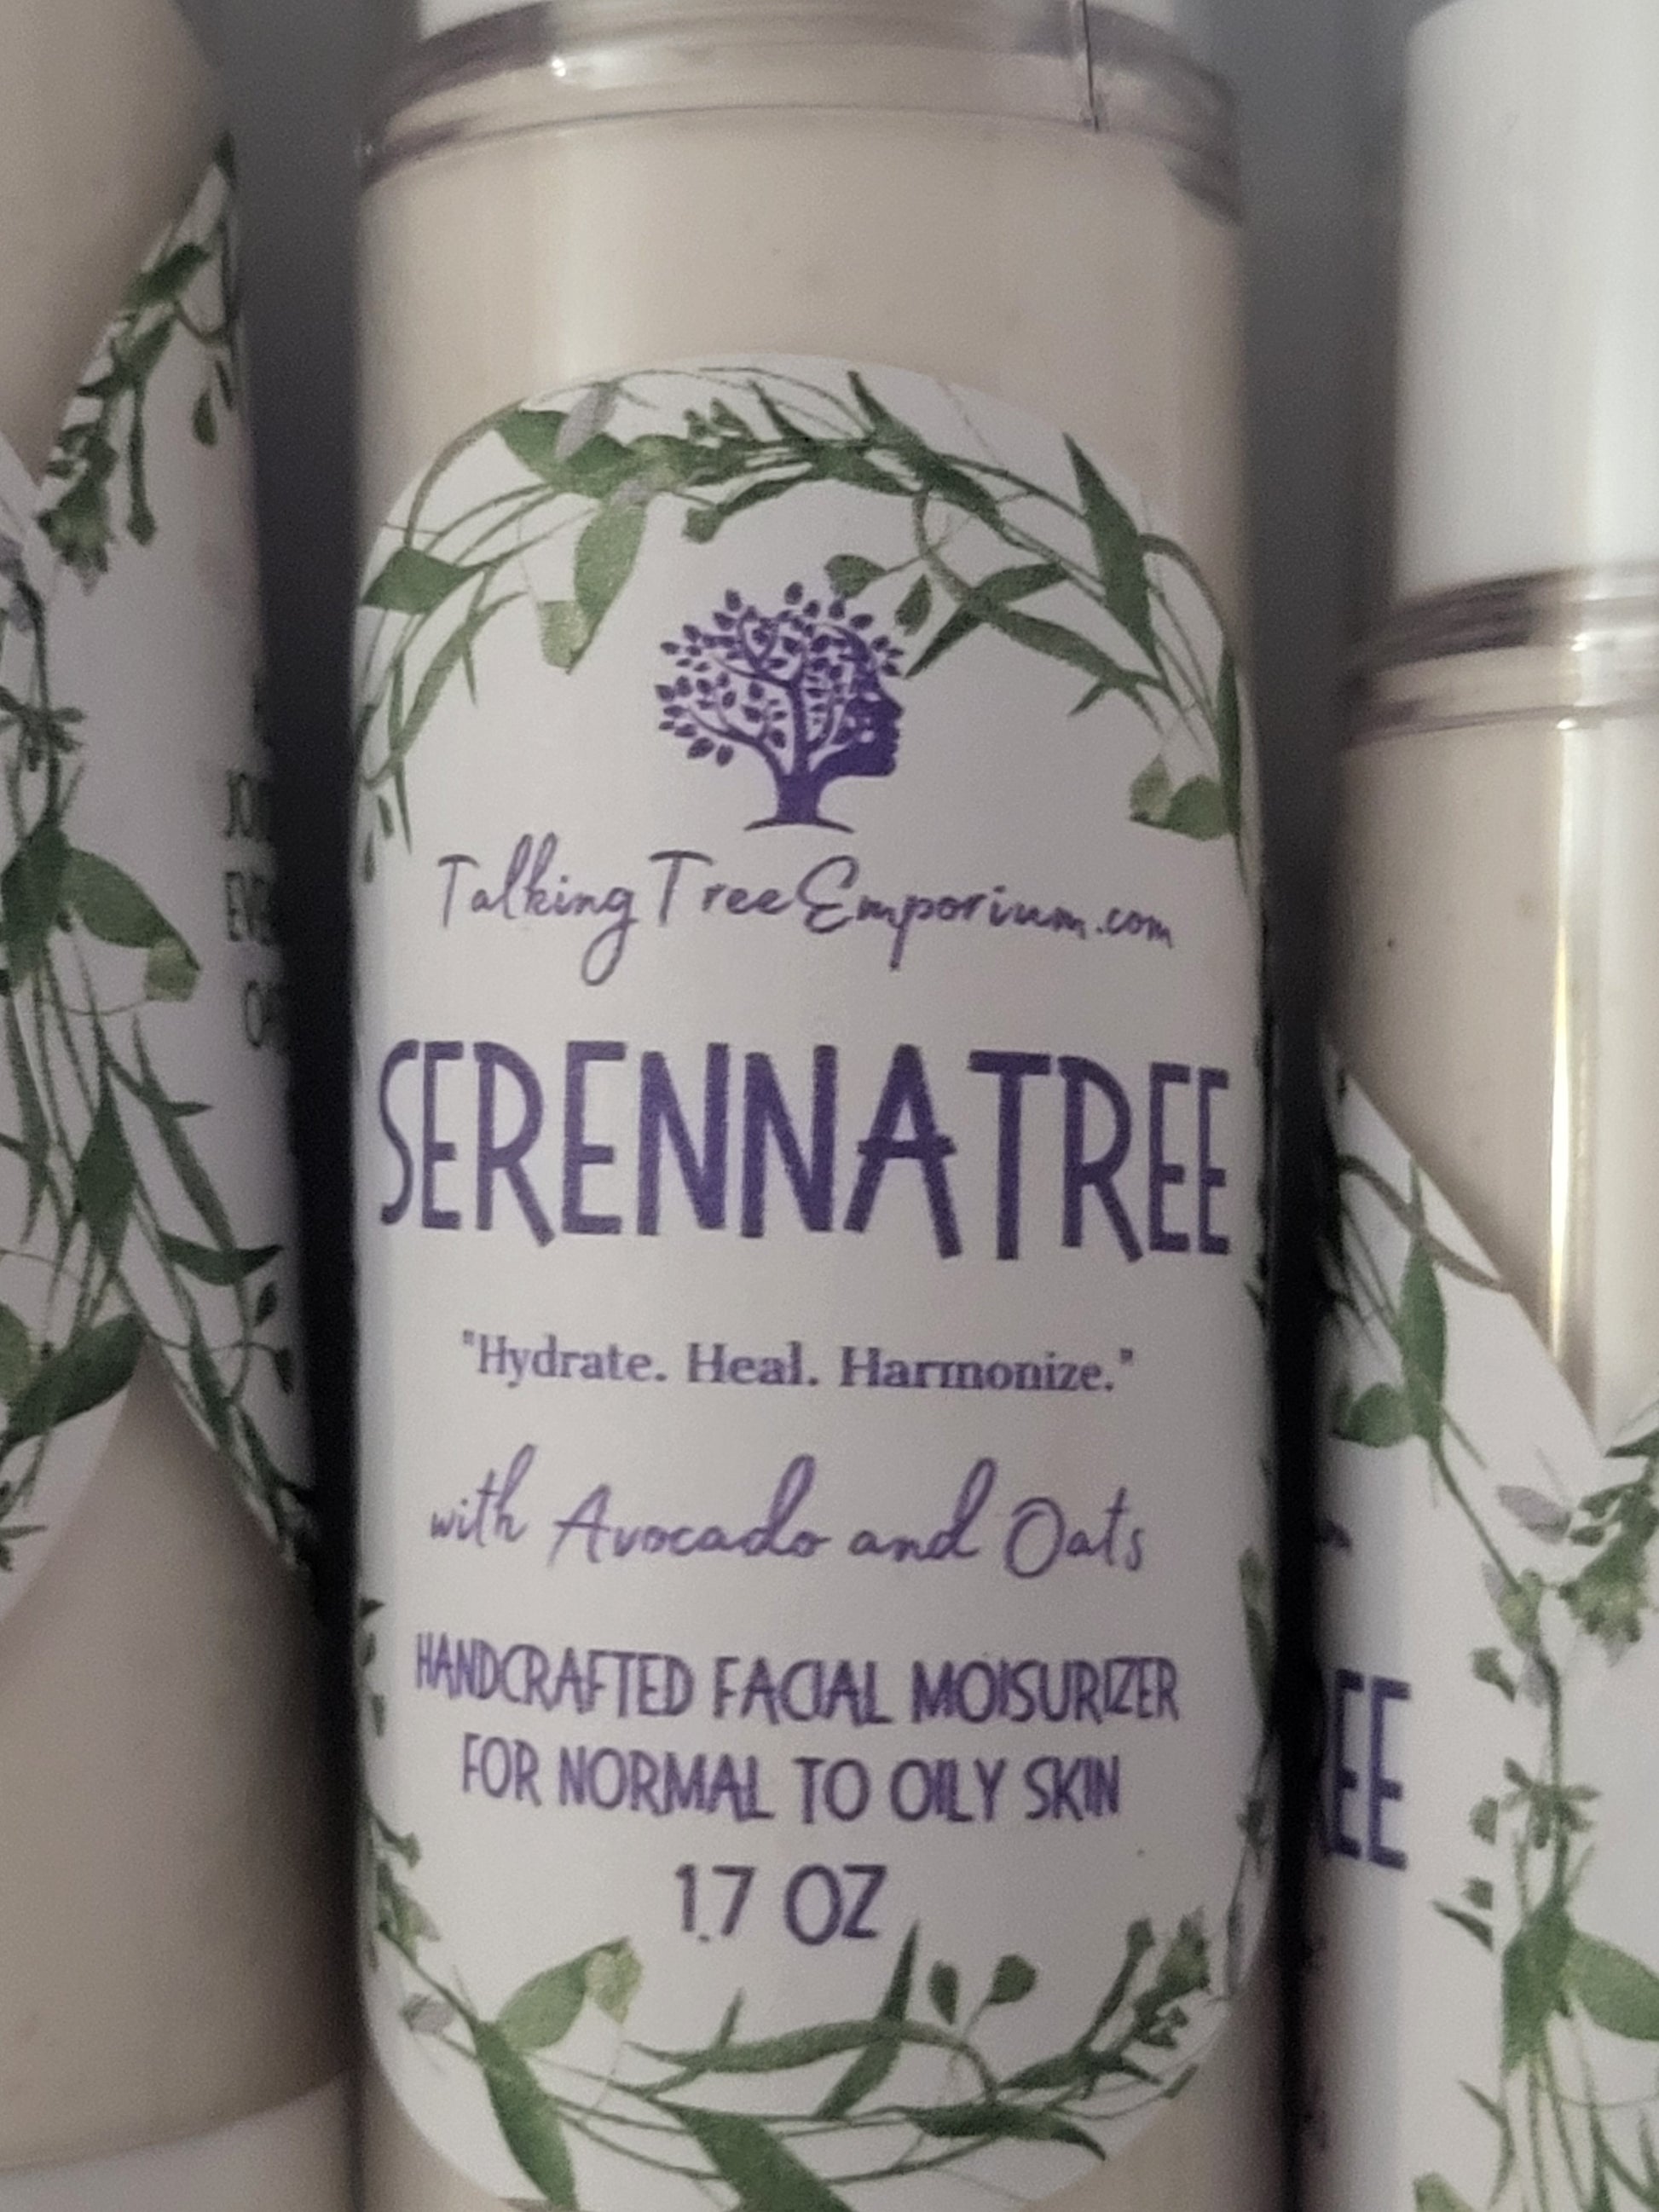 TalkingTreeEmporium.com
SERENNATREE
"Hydrate. Heal. Harmonize."
with Avocado and Oats
HANDCRAFTED FACIAL MOISURIZER
FOR NORMAL TO OILY SKIN
1.7 OZ
EE